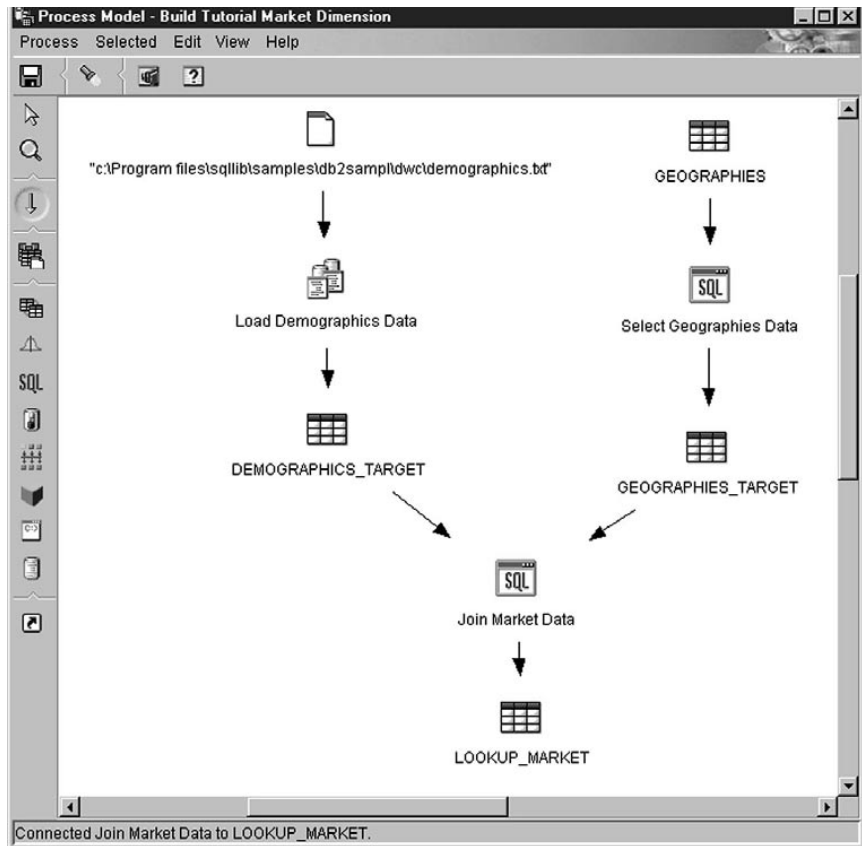 Process Model - Build Tutorial Market Dimension
Process Selected Edit View Help
?
"c:\Program files\sqllib\samples\db2sampl\dwc\demographics.txt"
GEOGRAPHIES
SQL
Load Demographics Data
Select Geographies Data
SQL
DEMOGRAPHICS_TARGET
GEOGRAPHIES_TARGET
SQL
Join Market Data
LOOKUP_MARKET
Connected Join Market Data to LOOKUP_MARKET.